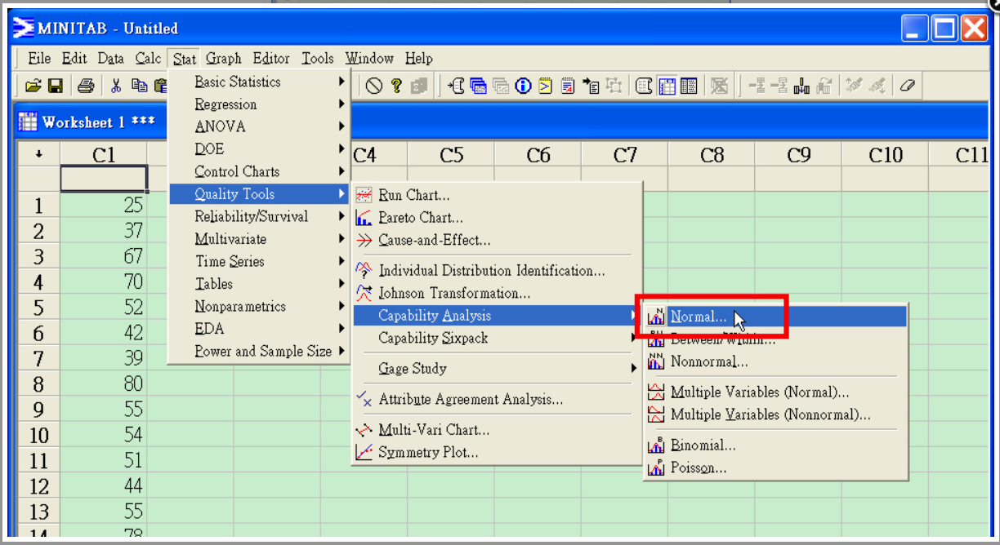 MINITAB - Untitled
File Edit Data Calc Stat Graph Editor Tools Window Help
Worksheet 1 ***
C1 C4 C5 C6 C7 C8 C9 C10 C11
Basic Statistics
Regression
ANOVA
DOE
Control Charts
Quality Tools
Reliability/Survival
Multivariate
Time Series
Tables
Nonparametrics
EDA
Power and Sample Size
Run Chart...
Pareto Chart...
Cause-and-Effect...
Individual Distribution Identification...
Johnson Transformation...
Capability Analysis
Capability Sixpack
Gage Study
Attribute Agreement Analysis...
Multi-Vari Chart...
Symmetry Plot...
Normal...
Between/Within...
Nonnormal...
Multiple Variables (Normal)...
Multiple Variables (Nonnormal)...
Binomial...
Poisson...
1 25
2 37
3 67
4 70
5 52
6 42
7 39
8 80
9 55
10 54
11 51
12 44
13 55
14 78